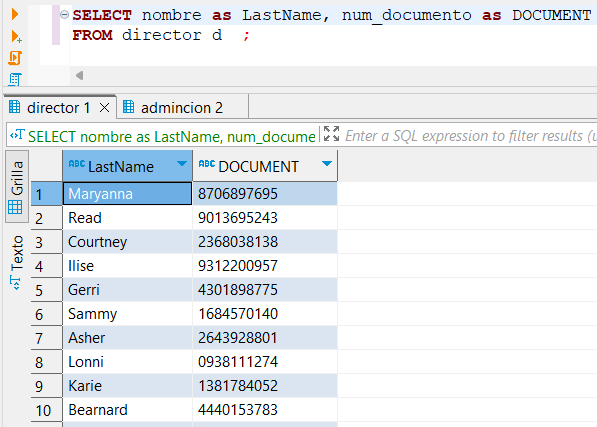 SELECT nombre as LastName, num_documento as DOCUMENT
FROM director d ;
director 1 admincion 2
SELECT nombre as LastName, num_docume Enter a SQL expression to filter results (u
Grilla
Texto
ABC LastName ABC DOCUMENT
1 Maryanna 8706897695
2 Read 9013695243
3 Courtney 2368038138
4 Ilise 9312200957
5 Gerri 4301898775
6 Sammy 1684570140
7 Asher 2643928801
8 Lonni 0938111274
9 Karie 1381784052
10 Bearnard 4440153783